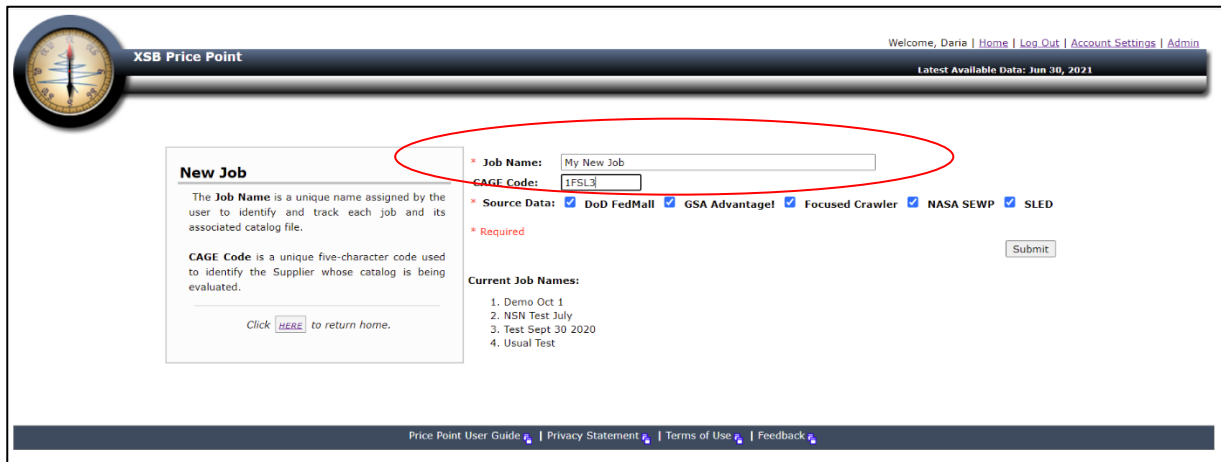 Welcome, Daria | Home | Log Out | Account Settings | Admin
XSB Price Point
Latest Available Data: Jun 30, 2021
New Job
The Job Name is a unique name assigned by the
user to identify and track each job and its
associated catalog file.
CAGE Code is a unique five-character code used
to identify the Supplier whose catalog is being
evaluated.
Click HERE to return home.
* Job Name: My New Job
CAGE Code: 1FSL3
* Source Data: DoD FedMall GSA Advantage! Focused Crawler NASA SEWP SLED
* Required
Submit
Current Job Names:
1. Demo Oct 1
2. NSN Test July
3. Test Sept 30 2020
4. Usual Test
Price Point User Guide | Privacy Statement | Terms of Use | Feedback